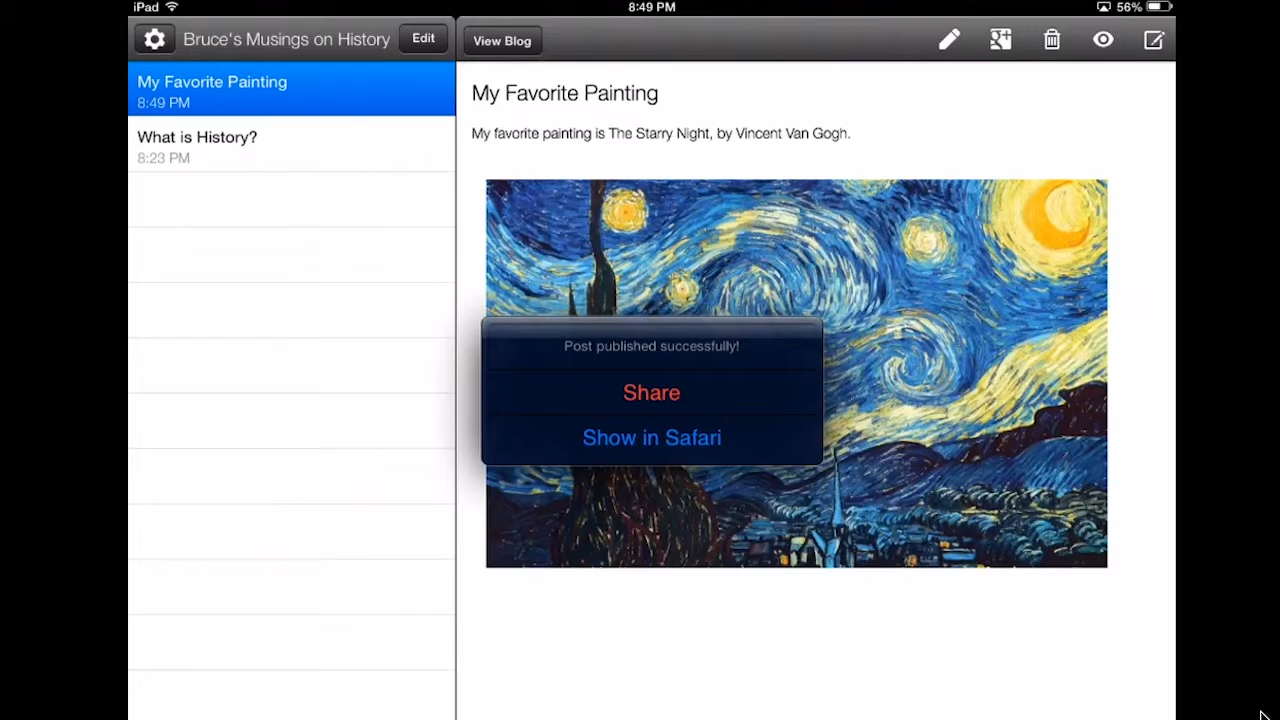 iPad
8:49 PM
56%
Bruce's Musings on History
Edit
View Blog
My Favorite Painting
8:49 PM
What is History?
8:23 PM
My Favorite Painting
My favorite painting is The Starry Night, by Vincent Van Gogh.
Post published successfully!
Share
Show in Safari